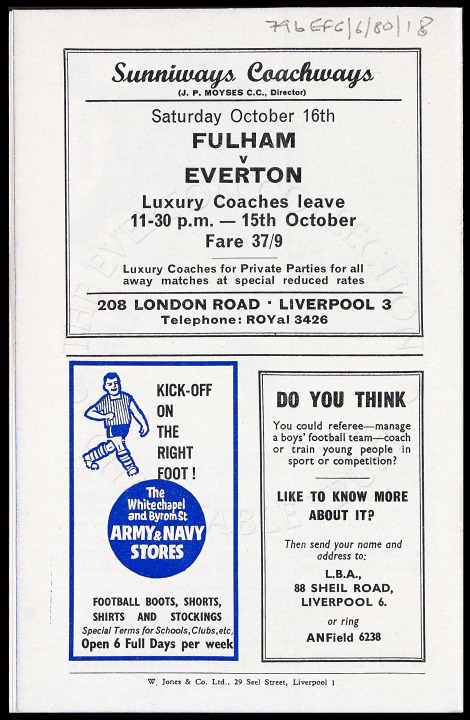 796EFC/6/80/18
Sunniways Coachways
(J. P. MOYSES C.C., Director)
Saturday October 16th
FULHAM
v
EVERTON
Luxury Coaches leave
11-30 p.m. — 15th October
Fare 37/9
Luxury Coaches for Private Parties for all
away matches at special reduced rates
208 LONDON ROAD · LIVERPOOL 3
Telephone: ROYal 3426
KICK-OFF
ON
THE
RIGHT
FOOT!
The
Whitechapel
and Byrom St
ARMY & NAVY
STORES
FOOTBALL BOOTS, SHORTS,
SHIRTS AND STOCKINGS
Special Terms for Schools, Clubs, etc,
Open 6 Full Days per week
DO YOU THINK
You could referee—manage
a boys' football team—coach
or train young people in
sport or competition?
LIKE TO KNOW MORE
ABOUT IT?
Then send your name and
address to:
L.B.A.,
88 SHEIL ROAD,
LIVERPOOL 6.
or ring
ANField 6238
W. Jones & Co. Ltd., 29 Seel Street, Liverpool 1